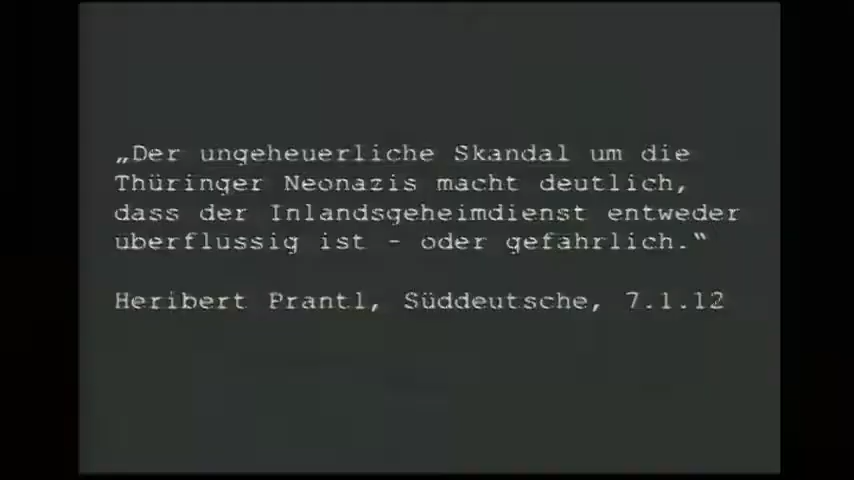 „Der ungeheuerliche Skandal um die
Thüringer Neonazis macht deutlich,
dass der Inlandsgeheimdienst entweder
überflüssig ist - oder gefährlich.“
Heribert Prantl, Süddeutsche, 7.1.12